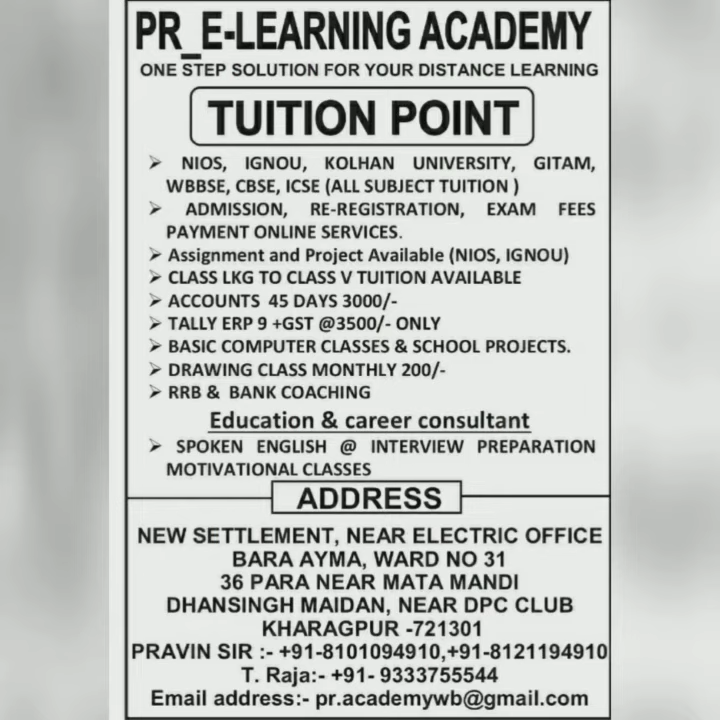 PR_E-LEARNING ACADEMY
ONE STEP SOLUTION FOR YOUR DISTANCE LEARNING
TUITION POINT
➢ NIOS, IGNOU, KOLHAN UNIVERSITY, GITAM,
WBBSE, CBSE, ICSE (ALL SUBJECT TUITION )
➢ ADMISSION, RE-REGISTRATION, EXAM FEES
PAYMENT ONLINE SERVICES.
➢ Assignment and Project Available (NIOS, IGNOU)
➢ CLASS LKG TO CLASS V TUITION AVAILABLE
➢ ACCOUNTS 45 DAYS 3000/-
➢ TALLY ERP 9 +GST @3500/- ONLY
➢ BASIC COMPUTER CLASSES & SCHOOL PROJECTS.
➢ DRAWING CLASS MONTHLY 200/-
➢ RRB & BANK COACHING
Education & career consultant
➢ SPOKEN ENGLISH @ INTERVIEW PREPARATION
MOTIVATIONAL CLASSES
ADDRESS
NEW SETTLEMENT, NEAR ELECTRIC OFFICE
BARA AYMA, WARD NO 31
36 PARA NEAR MATA MANDI
DHANSINGH MAIDAN, NEAR DPC CLUB
KHARAGPUR -721301
PRAVIN SIR :- +91-8101094910,+91-8121194910
T. Raja:- +91- 9333755544
Email address:- pr.academywb@gmail.com